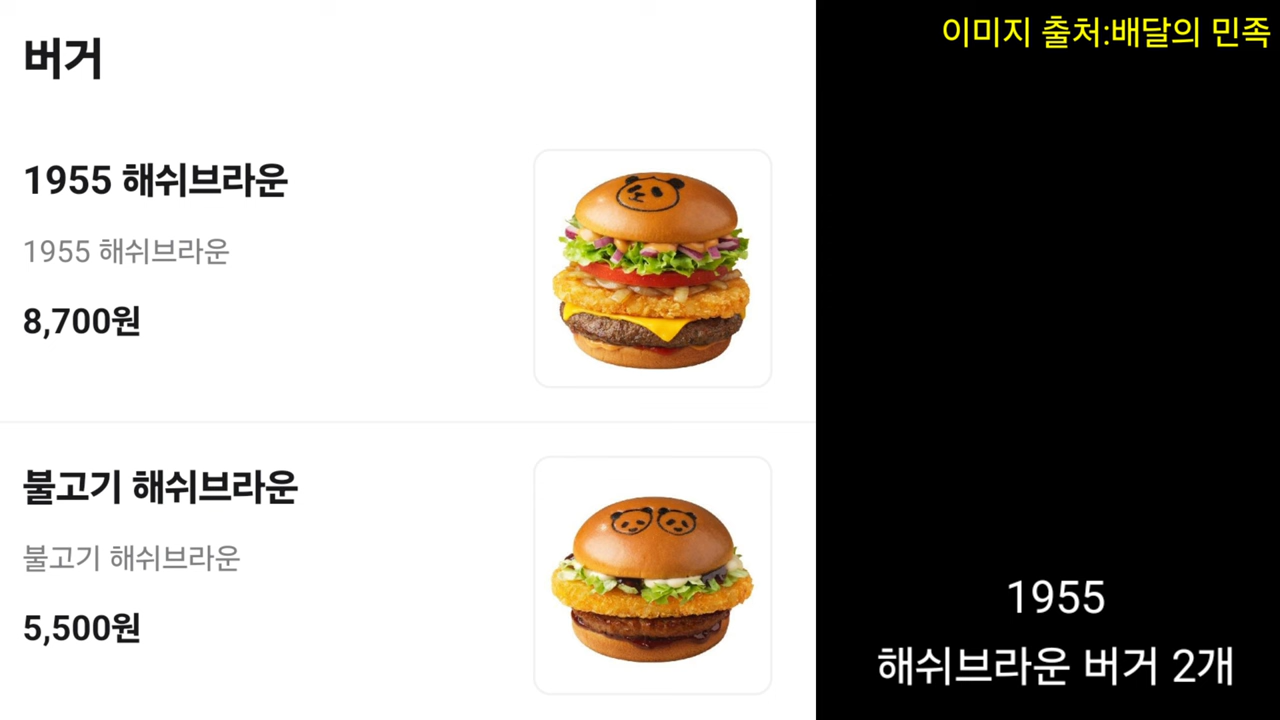 버거
1955 해쉬브라운
1955 해쉬브라운
8,700원
불고기 해쉬브라운
불고기 해쉬브라운
5,500원
이미지 출처:배달의 민족
1955
해쉬브라운 버거 2개